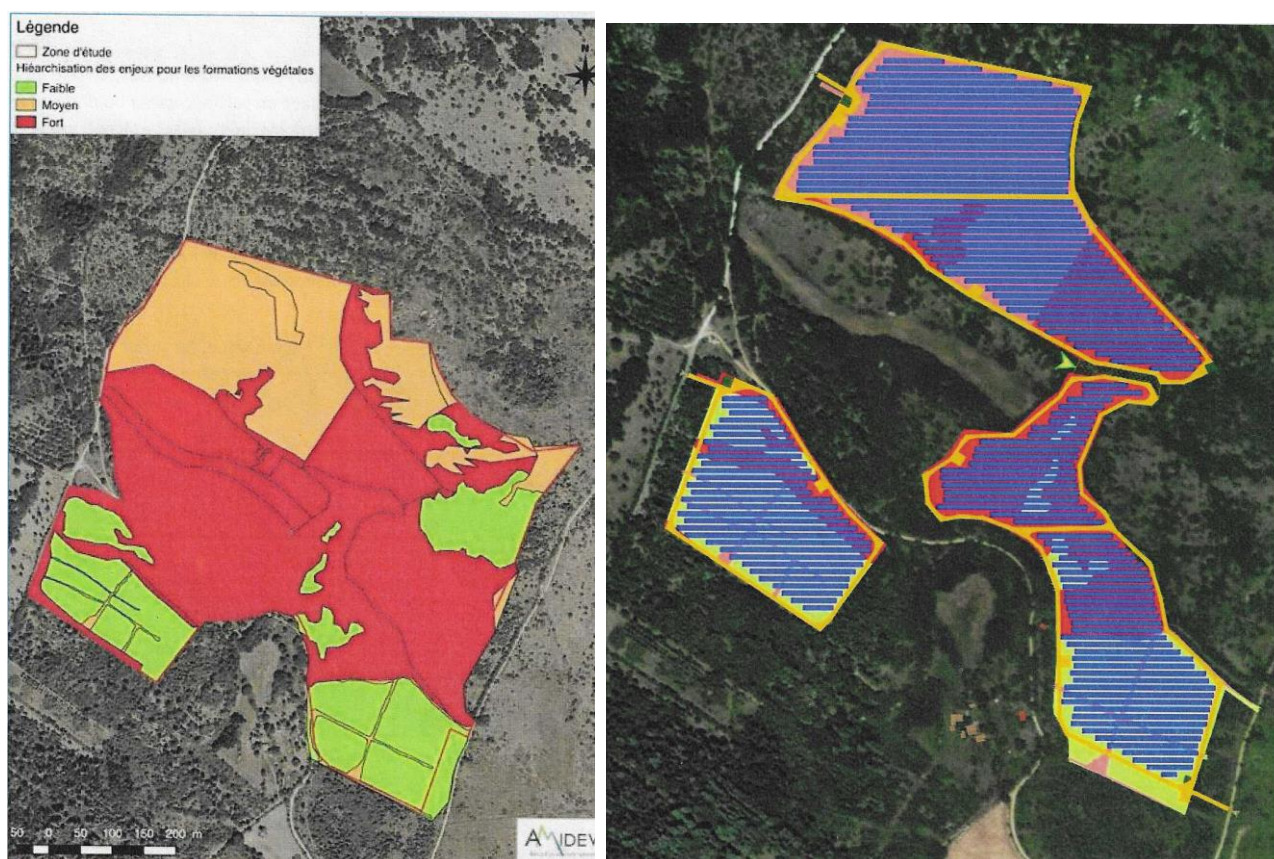 Légende
Zone d'étude
Hiéarchisation des enjeux pour les formations végétales
Faible
Moyen
Fort
N
50 0 50 100 150 200 m
AMIDEV